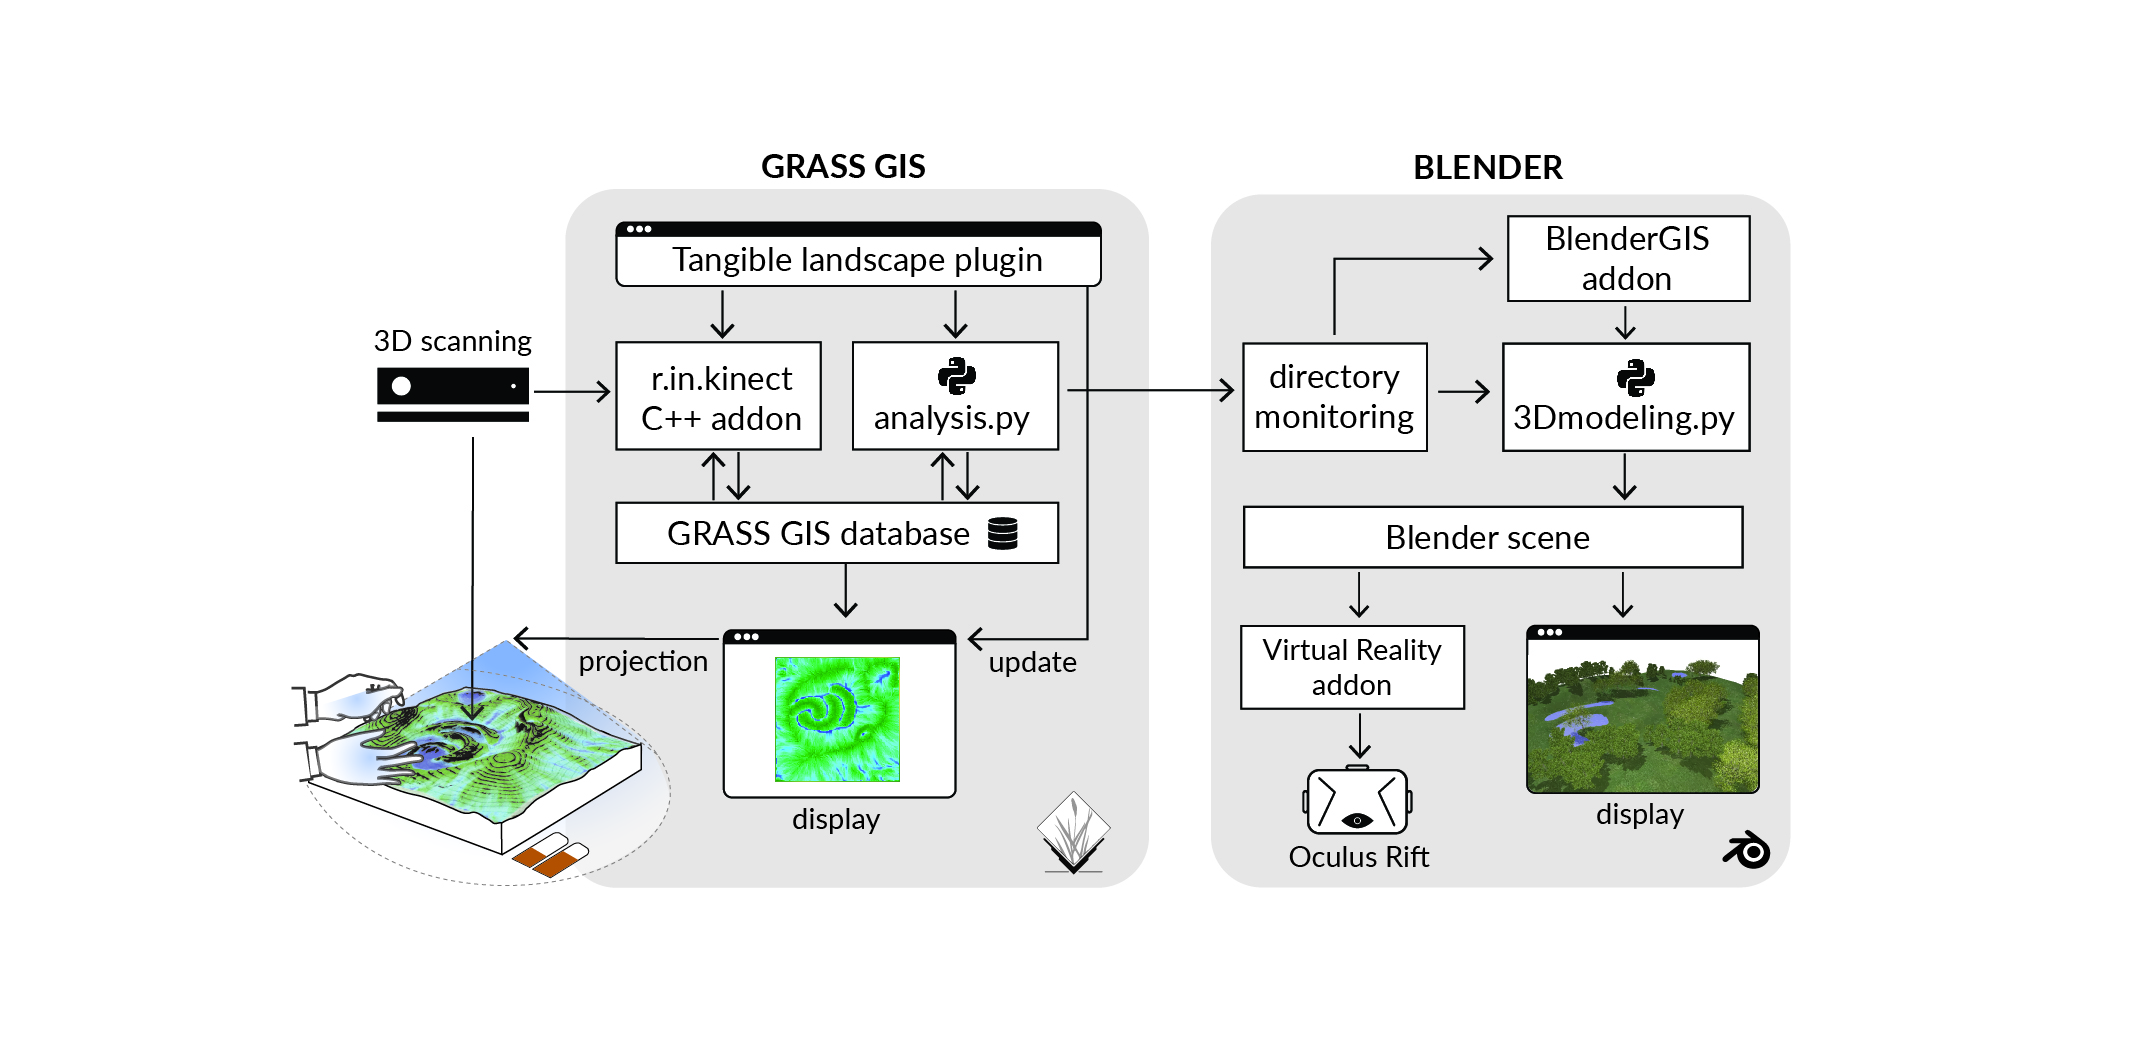 GRASS GIS
BLENDER
Tangible landscape plugin
BlenderGIS
addon
3D scanning
r.in.kinect
C++ addon
analysis.py
directory
monitoring
3Dmodeling.py
GRASS GIS database
Blender scene
projection
update
Virtual Reality
addon
display
display
Oculus Rift